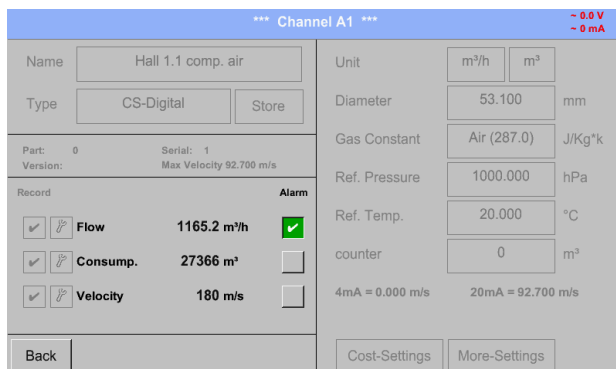 *** Channel A1 ***
~ 0.0 V
~ 0 mA
Name Hall 1.1 comp. air
Type CS-Digital Store
Part: 0 Serial: 1
Version: Max Velocity 92.700 m/s
Record Alarm
Flow 1165.2 m³/h
Consump. 27366 m³
Velocity 180 m/s
Back
Unit m³/h m³
Diameter 53.100 mm
Gas Constant Air (287.0) J/Kg*k
Ref. Pressure 1000.000 hPa
Ref. Temp. 20.000 °C
counter 0 m³
4mA = 0.000 m/s 20mA = 92.700 m/s
Cost-Settings More-Settings